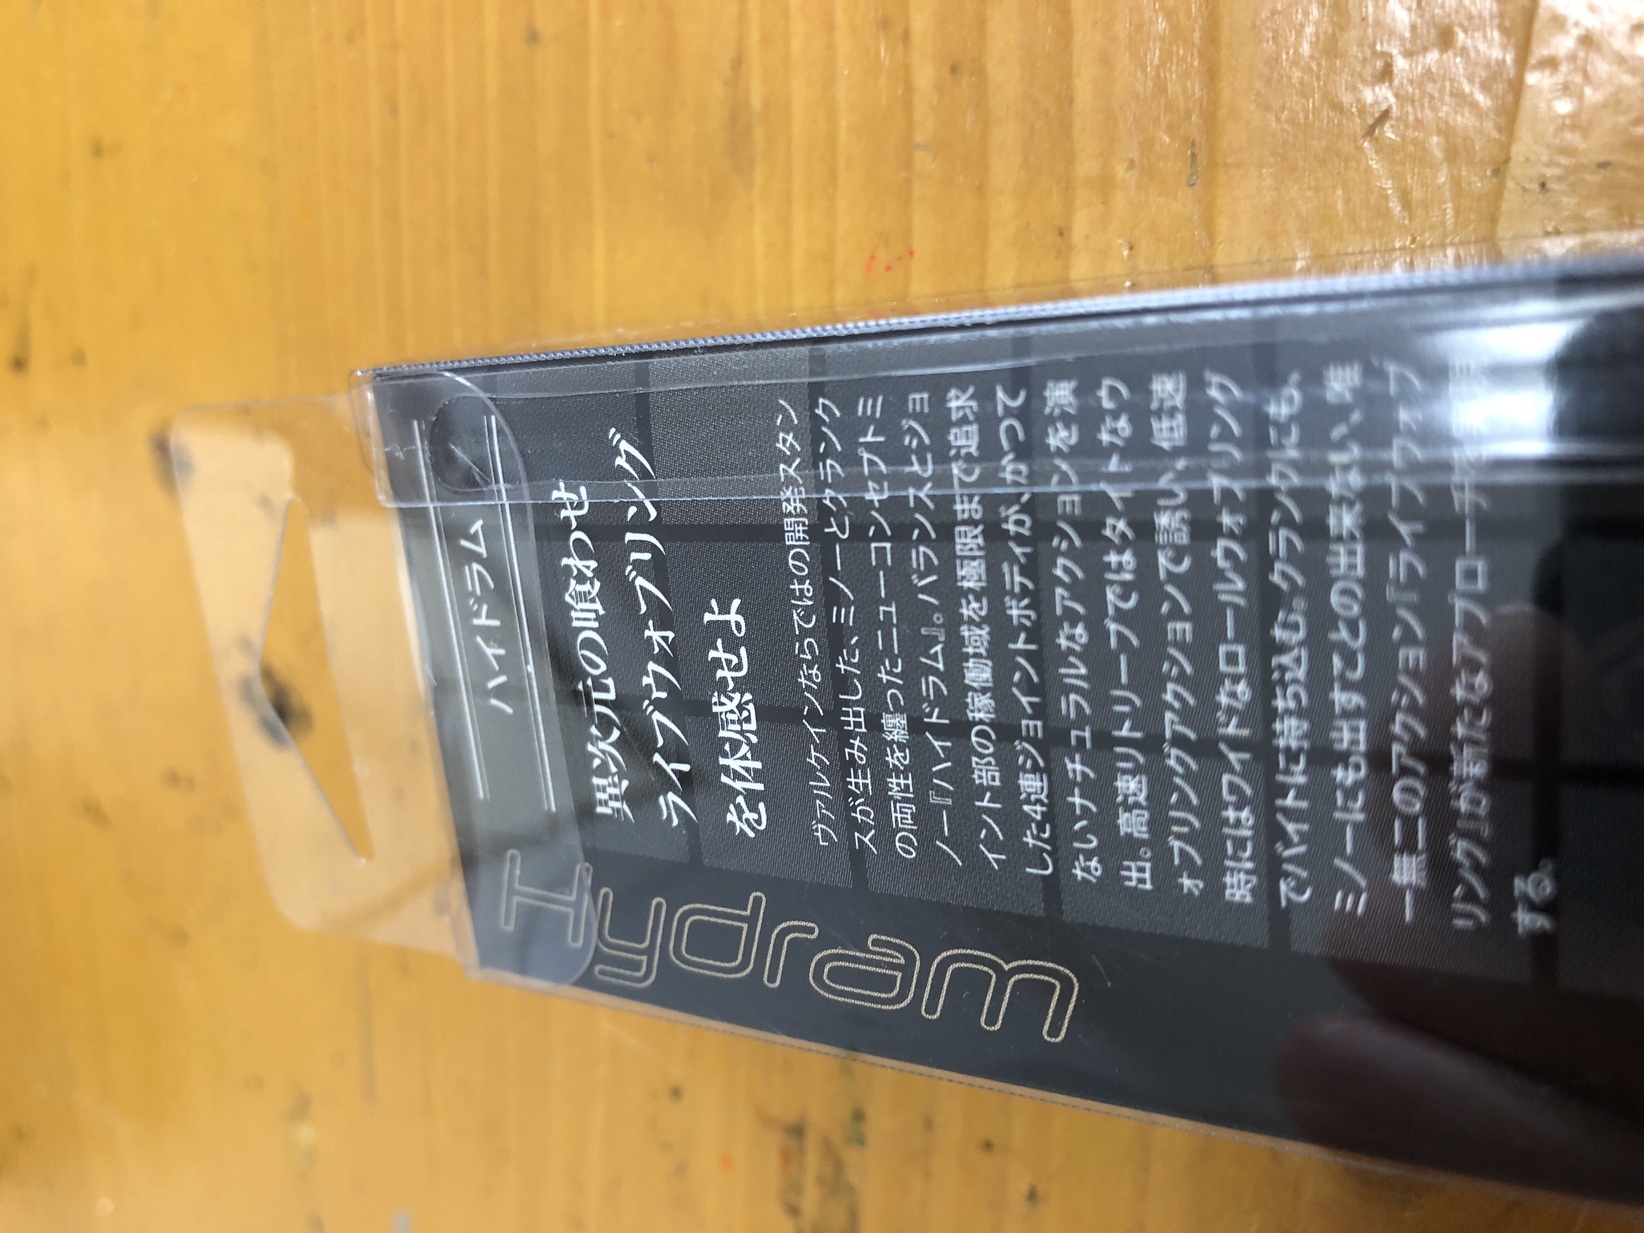 Hydram
ハイドラム
異次元の喰わせ
ライブウォブリング
を体感せよ
ヴァルケインならではの開発スタン
スが生み出した、ミノーとクランク
の両性を纏ったニューコンセプトミ
ノー『ハイドラム』。バランスとジョ
イント部の稼働域を極限まで追求
した4連ジョイントボディが、かつて
ないナチュラルなアクションを演
出。高速リトリーブではタイトなウ
ォブリングアクションで誘い、低速
時にはワイドなロールウォブリング
でバイトに持ち込む。クランクにも、
ミノーにも出すことの出来ない、唯
一無二のアクション「ライブウォブ
リング」が新たなアプローチを
する。